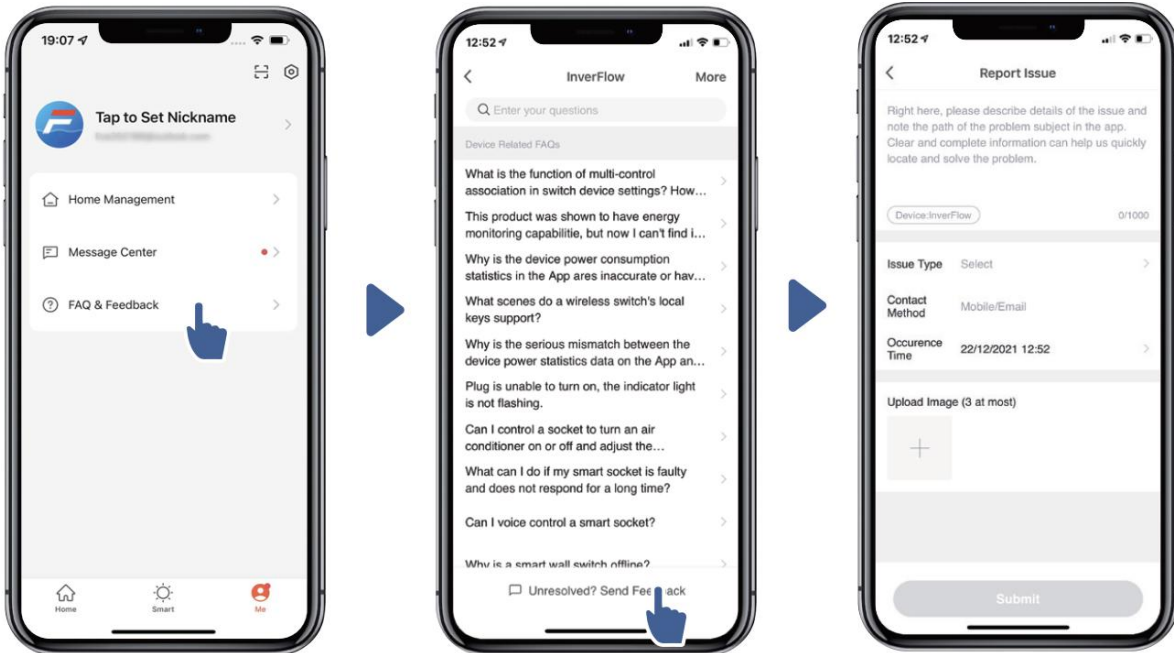 19:07
Tap to Set Nickname
Home Management
Message Center
FAQ & Feedback
Home
Smart
Me
12:52
InverFlow
More
Enter your questions
Device Related FAQs
What is the function of multi-control
association in switch device settings? How...
This product was shown to have energy
monitoring capabilitie, but now I can't find i...
Why is the device power consumption
statistics in the App ares inaccurate or hav...
What scenes do a wireless switch's local
keys support?
Why is the serious mismatch between the
device power statistics data on the App an...
Plug is unable to turn on, the indicator light
is not flashing.
Can I control a socket to turn an air
conditioner on or off and adjust the...
What can I do if my smart socket is faulty
and does not respond for a long time?
Can I voice control a smart socket?
Why is a smart wall switch offline?
Unresolved? Send Fee ack
12:52
Report Issue
Right here, please describe details of the issue and
note the path of the problem subject in the app.
Clear and complete information can help us quickly
locate and solve the problem.
Device:InverFlow
0/1000
Issue Type Select
Contact
Method
Mobile/Email
Occurence
Time
22/12/2021 12:52
Upload Image (3 at most)
Submit